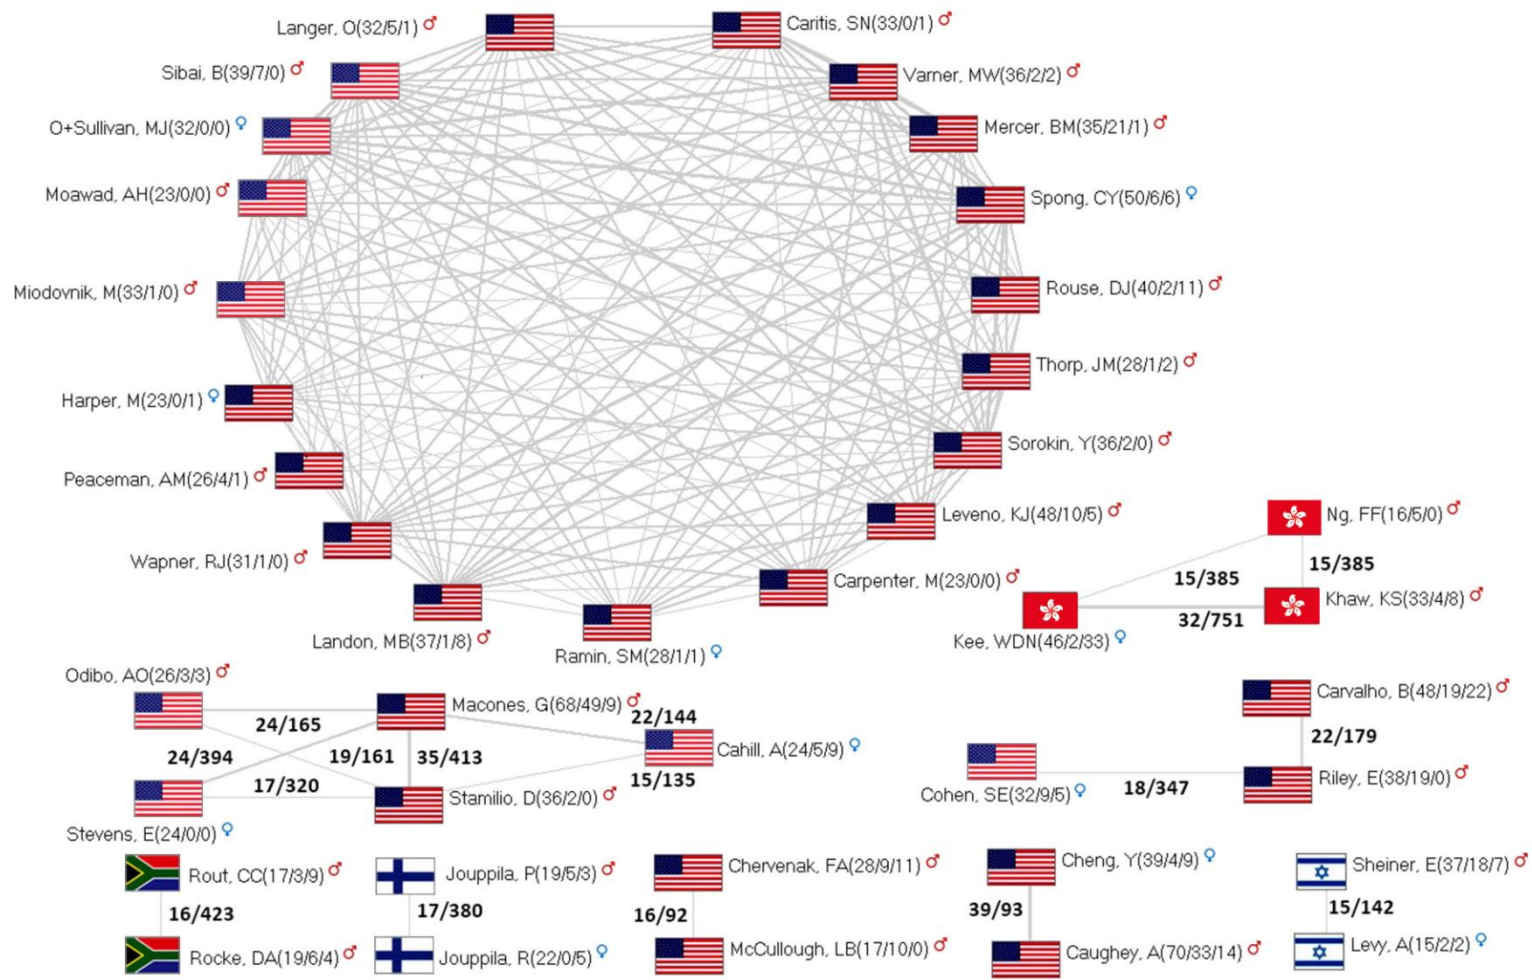 Langer, O(32/5/1) ♂
Caritis, SN(33/0/1) ♂
Sibai, B(39/7/0) ♂
Varner, MW(36/2/2) ♂
O+Sullivan, MJ(32/0/0) ♀
Mercer, BM(35/21/1) ♂
Moawad, AH(23/0/0) ♂
Spong, CY(50/6/6) ♀
Miodovnik, M(33/1/0) ♂
Rouse, DJ(40/2/11) ♂
Thorp, JM(28/1/2) ♂
Harper, M(23/0/1) ♀
Sorokin, Y(36/2/0) ♂
Peaceman, AM(26/4/1) ♂
Leveno, KJ(48/10/5) ♂
Ng, FF(16/5/0) ♂
Wapner, RJ(31/1/0) ♂
15/385
15/385
Carpenter, M(23/0/0) ♂
Khaw, KS(33/4/8) ♂
32/751
Landon, MB(37/1/8) ♂
Kee, WDN(46/2/33) ♀
Ramin, SM(28/1/1) ♀
Odibo, AO(26/3/3) ♂
Macones, G(68/49/9) ♂
Carvalho, B(48/19/22) ♂
22/144
24/165
22/179
Cahill, A(24/5/9) ♀
24/394
19/161
35/413
15/135
17/320
18/347
Riley, E(38/19/0) ♂
Stamilio, D(36/2/0) ♂
Cohen, SE(32/9/5) ♀
Stevens, E(24/0/0) ♀
Rout, CC(17/3/9) ♂
Jouppila, P(19/5/3) ♂
Chervenak, FA(28/9/11) ♂
Cheng, Y(39/4/9) ♀
Sheiner, E(37/18/7) ♂
16/423
17/380
16/92
39/93
15/142
Rocke, DA(19/6/4) ♂
Jouppila, R(22/0/5) ♀
McCullough, LB(17/10/0) ♂
Caughey, A(70/33/14) ♂
Levy, A(15/2/2) ♀